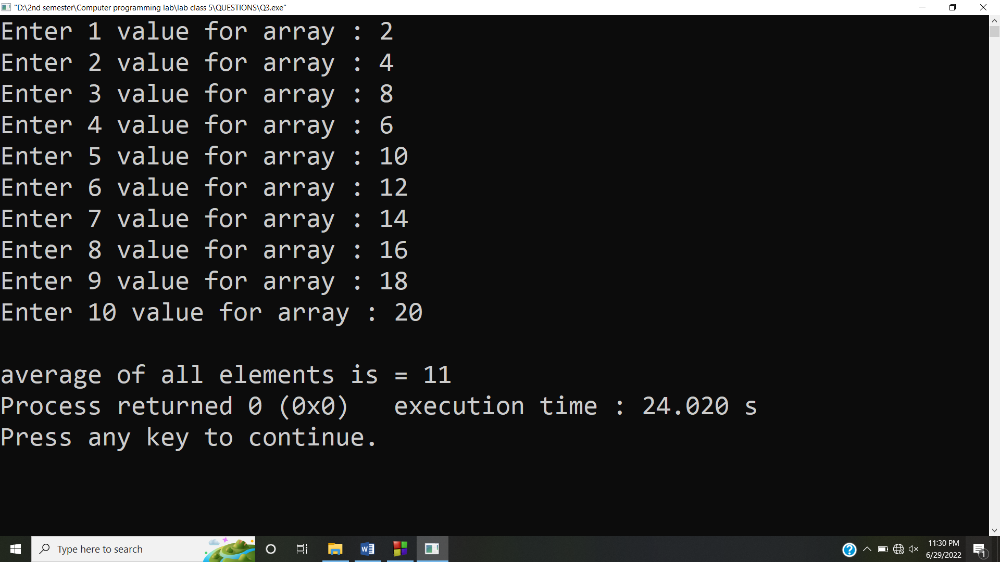 "D:\2nd semester\Computer programming lab\lab class 5\QUESTIONS\Q3.exe"
Enter 1 value for array : 2
Enter 2 value for array : 4
Enter 3 value for array : 8
Enter 4 value for array : 6
Enter 5 value for array : 10
Enter 6 value for array : 12
Enter 7 value for array : 14
Enter 8 value for array : 16
Enter 9 value for array : 18
Enter 10 value for array : 20
average of all elements is = 11
Process returned 0 (0x0)   execution time : 24.020 s
Press any key to continue.
Type here to search
11:30 PM
6/29/2022
1